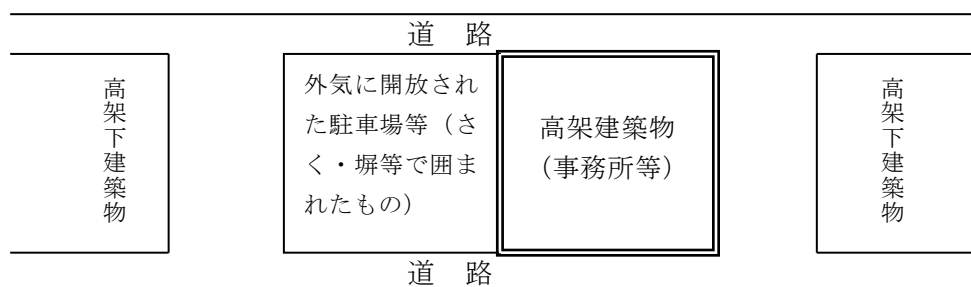 道　路
高架下建築物
外気に開放され
た駐車場等（さ
く・塀等で囲ま
れたもの）
高架建築物
（事務所等）
高架下建築物
道　路